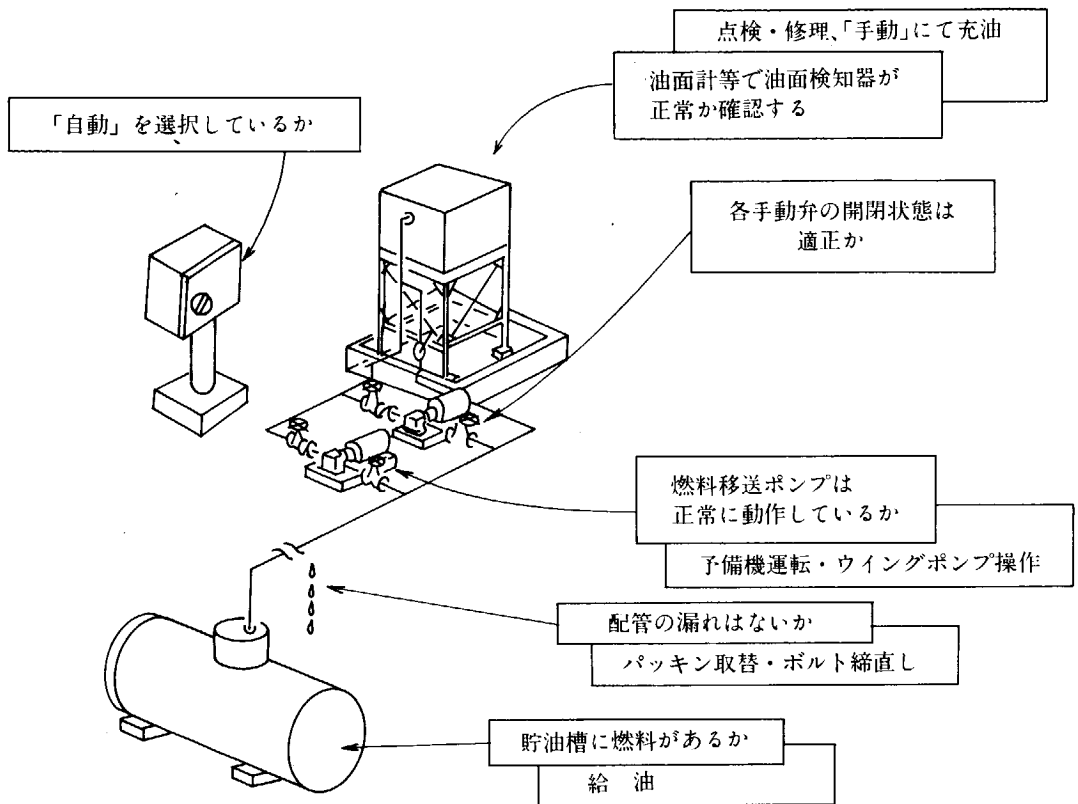 点検・修理、「手動」にて充油
油面計等で油面検知器が
正常か確認する
「自動」を選択しているか
各手動弁の開閉状態は
適正か
燃料移送ポンプは
正常に動作しているか
予備機運転・ウイングポンプ操作
配管の漏れはないか
パッキン取替・ボルト締直し
貯油槽に燃料があるか
給　油